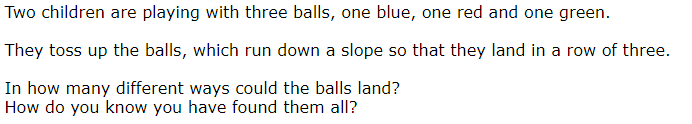 Two children are playing with three balls, one blue, one red and one green.
They toss up the balls, which run down a slope so that they land in a row of three.
In how many different ways could the balls land?
How do you know you have found them all?